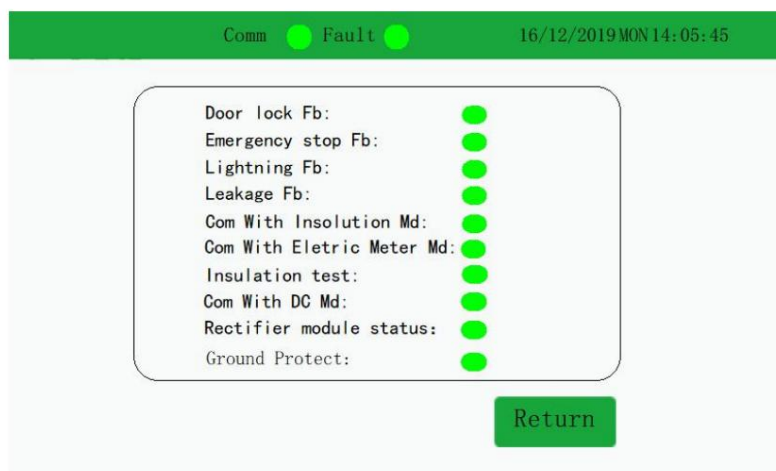 Comm Fault 16/12/2019 MON 14:05:45
Door lock Fb:
Emergency stop Fb:
Lightning Fb:
Leakage Fb:
Com With Insolution Md:
Com With Eletric Meter Md:
Insulation test:
Com With DC Md:
Rectifier module status:
Ground Protect:
Return